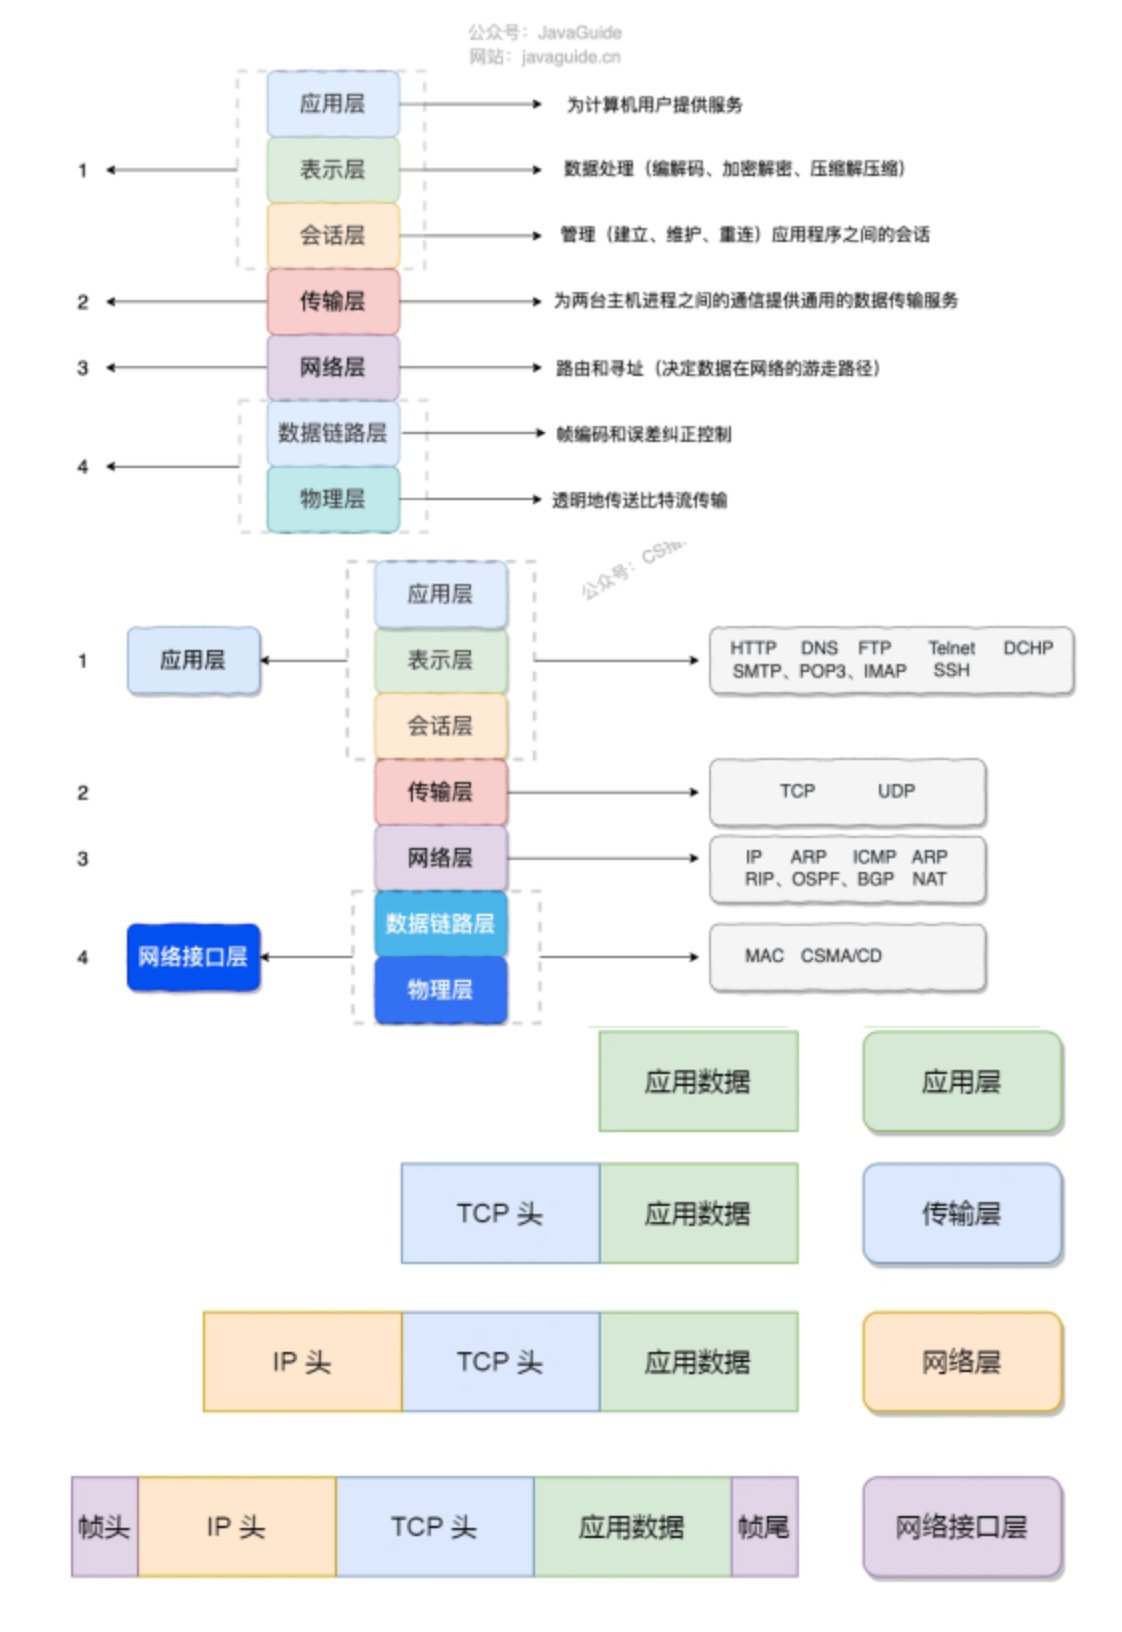 公众号：JavaGuide
网站：javaguide.cn
应用层 为计算机用户提供服务
1 表示层 数据处理（编解码、加密解密、压缩解压缩）
会话层 管理（建立、维护、重连）应用程序之间的会话
2 传输层 为两台主机进程之间的通信提供通用的数据传输服务
3 网络层 路由和寻址（决定数据在网络的游走路径）
数据链路层 帧编码和误差纠正控制
4
物理层 透明地传送比特流传输
公众号：
应用层
1 应用层 表示层 HTTP DNS FTP Telnet DCHP
SMTP、POP3、IMAP SSH
会话层
2 传输层 TCP UDP
3 网络层 IP ARP ICMP ARP
RIP、OSPF、BGP NAT
数据链路层
4 网络接口层 MAC CSMA/CD
物理层
应用数据 应用层
TCP 头 应用数据 传输层
IP 头 TCP 头 应用数据 网络层
帧头 IP 头 TCP 头 应用数据 帧尾 网络接口层